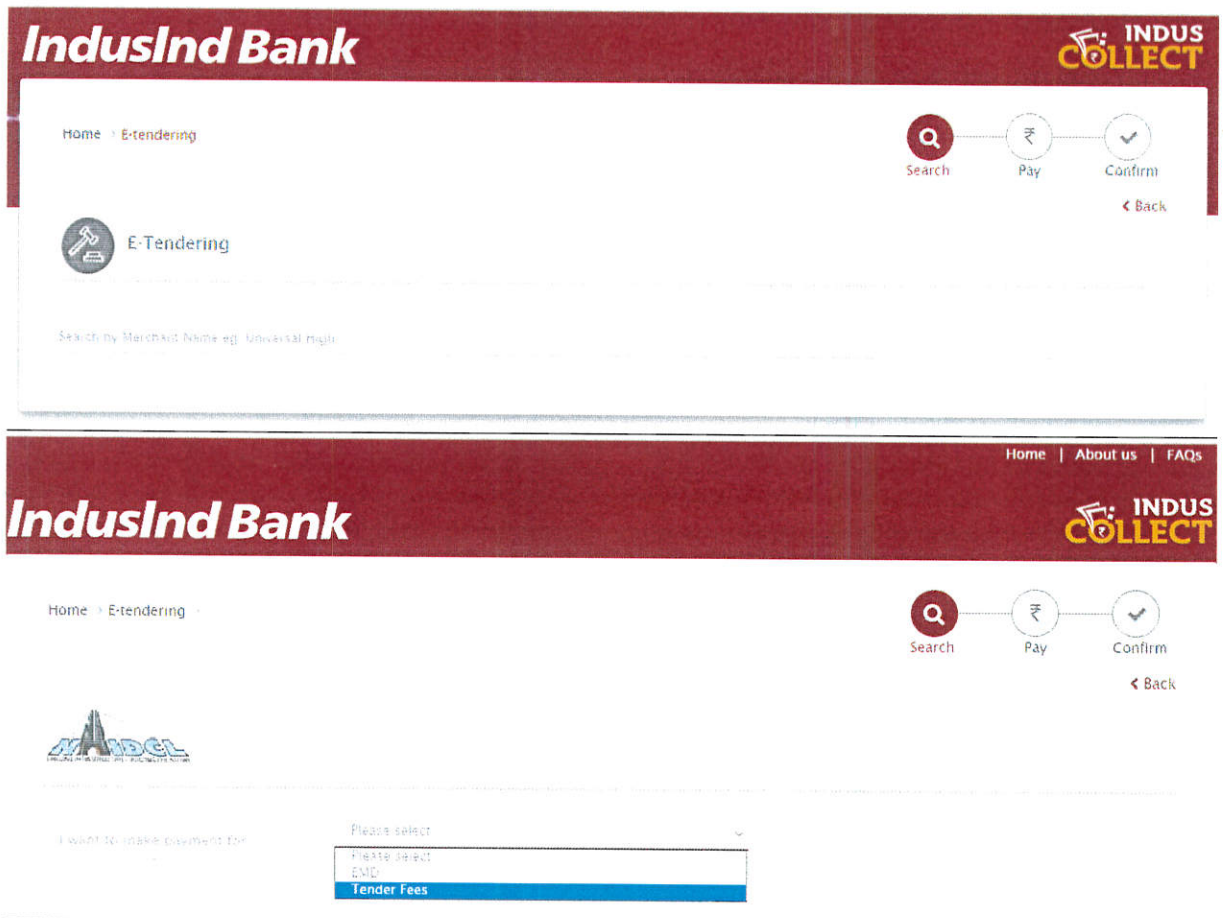 IndusInd Bank
INDUS
COLLECT
Home > E-tendering
Search Pay Confirm
< Back
E-Tendering
Search by Merchant Name eg. Universal High
Home | About us | FAQs
IndusInd Bank
INDUS
COLLECT
Home > E-tendering >
Search Pay Confirm
< Back
NHIDCL
I want to make payment for
Please select
Please select
EMD
Tender Fees